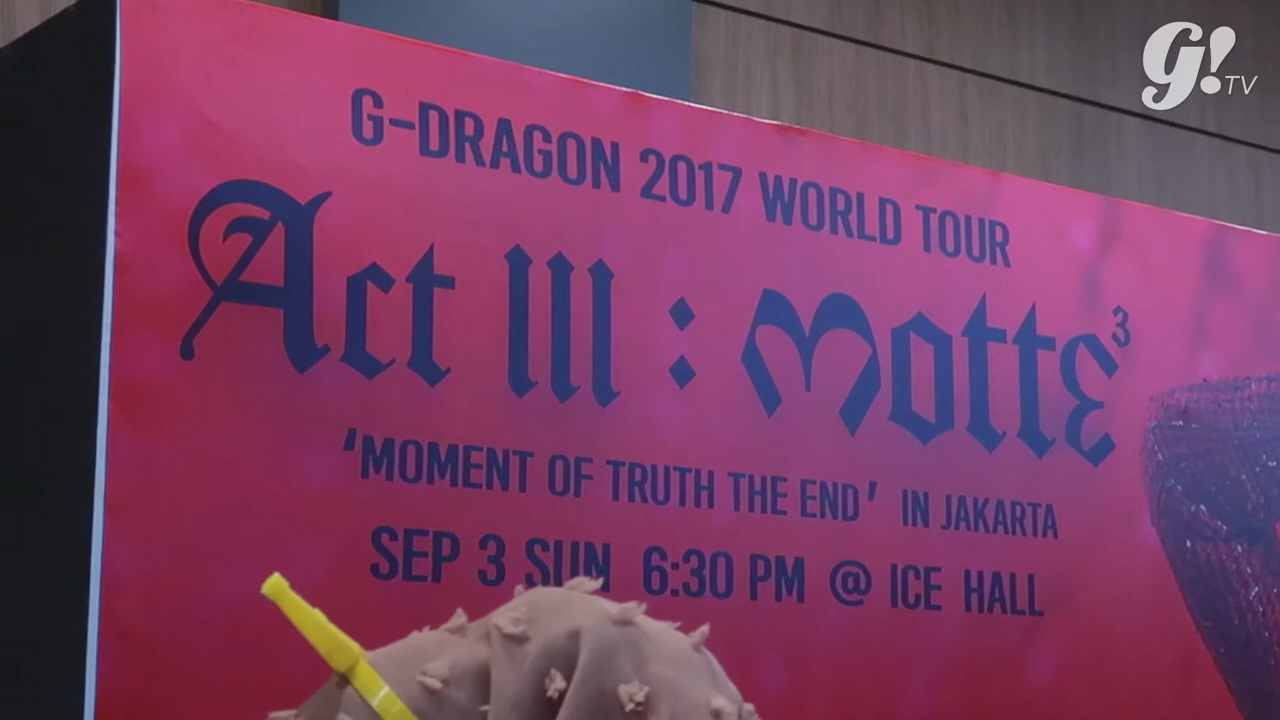 G! TV
G-DRAGON 2017 WORLD TOUR
Act III : Motte³
'MOMENT OF TRUTH THE END' IN JAKARTA
SEP 3 SUN 6:30 PM @ ICE HALL